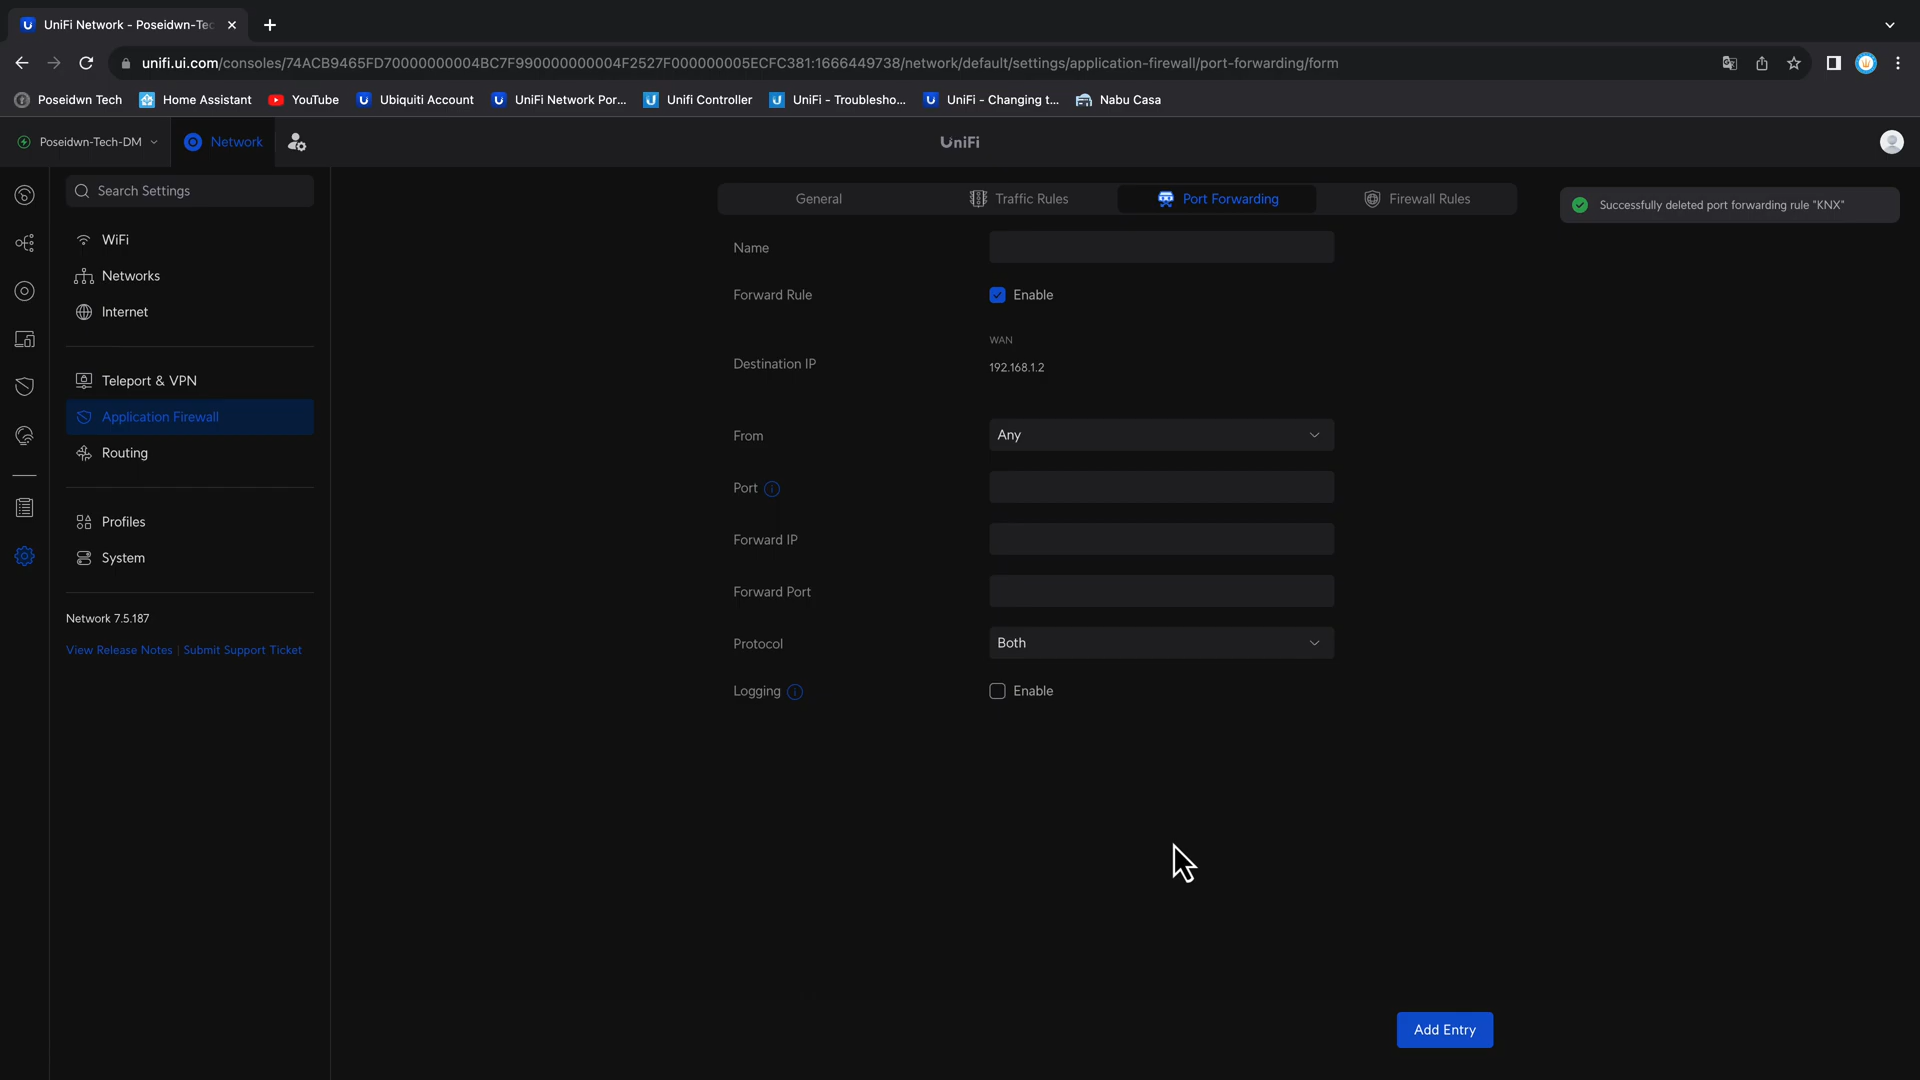 UniFi Network - Poseidwn-Tec
unifi.ui.com/consoles/74ACB9465FD70000000004BC7F990000000004F2527F000000005ECFC381:1666449738/network/default/settings/application-firewall/port-forwarding/form
Poseidwn Tech Home Assistant YouTube Ubiquiti Account UniFi Network Por... Unifi Controller UniFi - Troublesho... UniFi - Changing t... Nabu Casa
Poseidwn-Tech-DM Network UniFi
Search Settings
General Traffic Rules Port Forwarding Firewall Rules
Successfully deleted port forwarding rule "KNX"
WiFi
Networks
Internet
Teleport & VPN
Application Firewall
Routing
Profiles
System
Network 7.5.187
View Release Notes | Submit Support Ticket
Name
Forward Rule Enable
WAN
Destination IP 192.168.1.2
From Any
Port
Forward IP
Forward Port
Protocol Both
Logging Enable
Add Entry